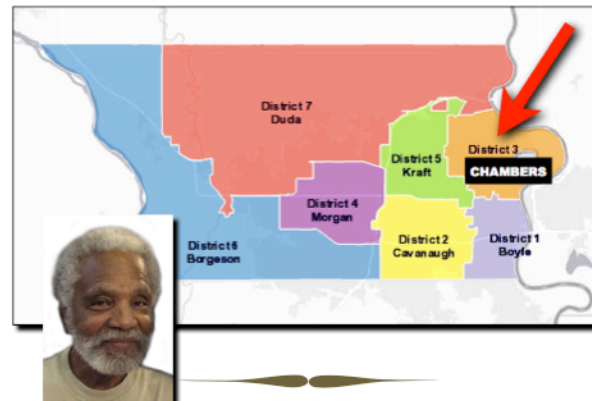 District 7
Duda
District 3
CHAMBERS
District 5
Kraft
District 4
Morgan
District 6
Borgeson
District 2
Cavanaugh
District 1
Boyle